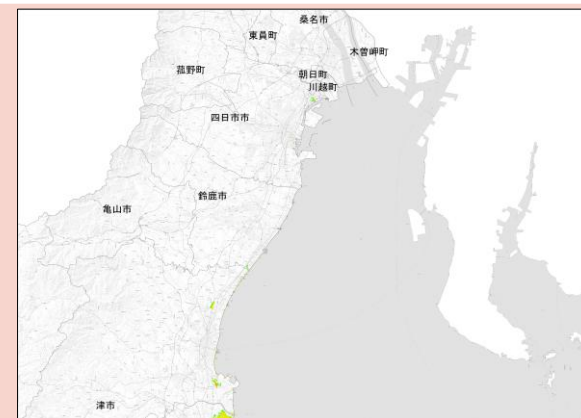 桑名市
東員町
木曽岬町
菰野町
朝日町
川越町
四日市市
鈴鹿市
亀山市
津市